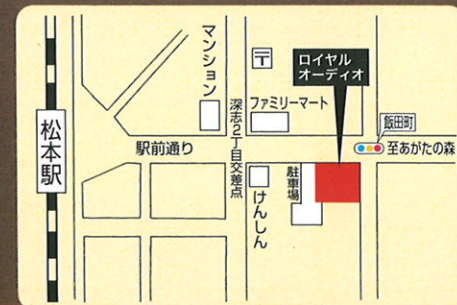 マンション
〒
ロイヤル
オーディオ
深志2丁目交差点
ファミリーマート
飯田町
松本駅
駅前通り
至あがたの森
けんしん
駐車場